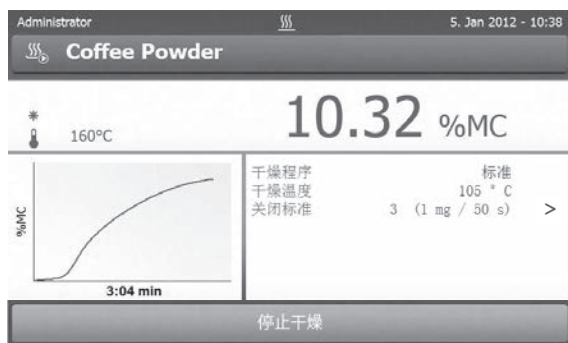 Administrator 5. Jan 2012 - 10:38
Coffee Powder
160°C 10.32 %MC
%MC
3:04 min
干燥程序 标准
干燥温度 105 ° C
关闭标准 3 (1 mg / 50 s) >
停止干燥